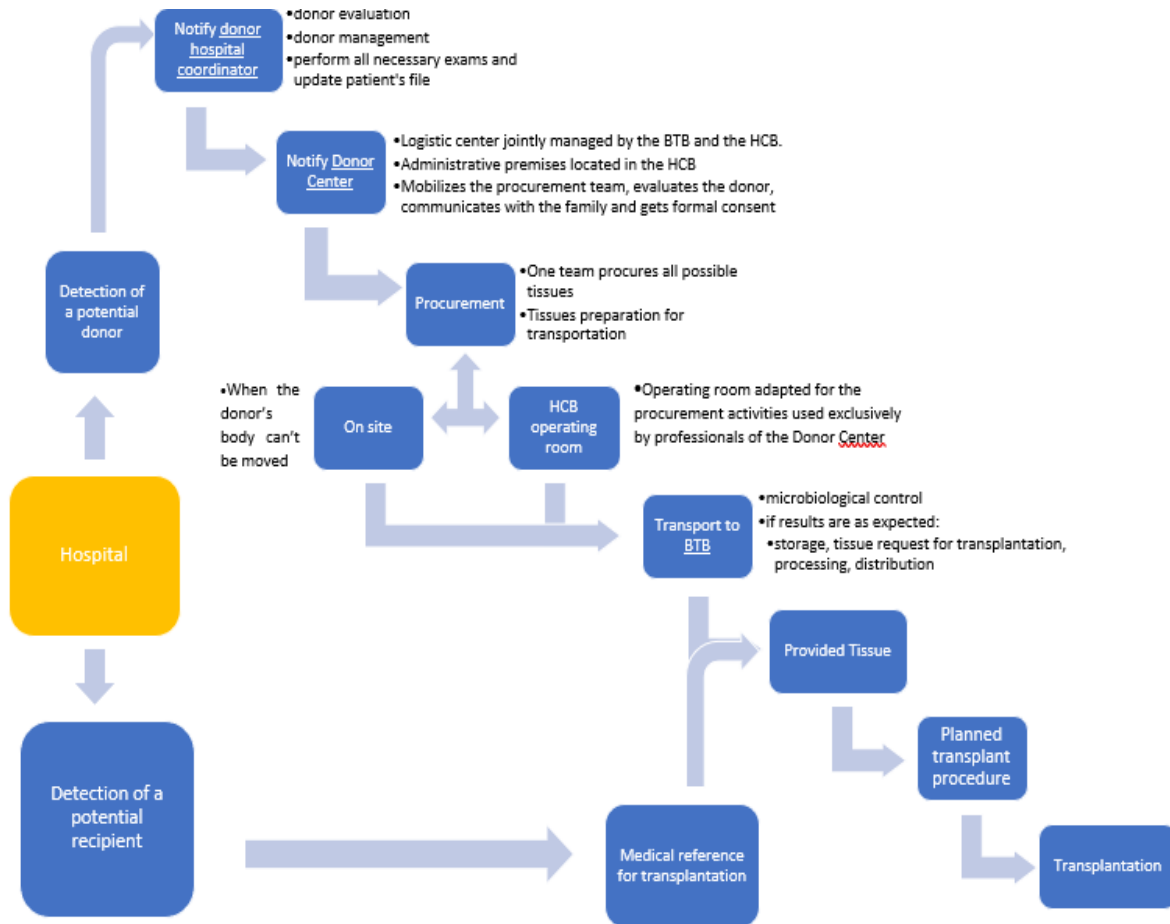 Notify donor
hospital
coordinator
•donor evaluation
•donor management
•perform all necessary exams and
update patient's file
Notify Donor
Center
•Logistic center jointly managed by the BTB and the HCB.
•Administrative premises located in the HCB
•Mobilizes the procurement team, evaluates the donor,
communicates with the family and gets formal consent
Detection of
a potential
donor
Procurement
•One team procures all possible
tissues
•Tissues preparation for
transportation
•When the
donor's
body can't
be moved
On site
HCB
operating
room
•Operating room adapted for the
procurement activities used exclusively
by professionals of the Donor Center
Hospital
Transport to
BTB
•microbiological control
•if results are as expected:
•storage, tissue request for transplantation,
processing, distribution
Provided Tissue
Planned
transplant
procedure
Detection of a
potential
recipient
Medical reference
for transplantation
Transplantation